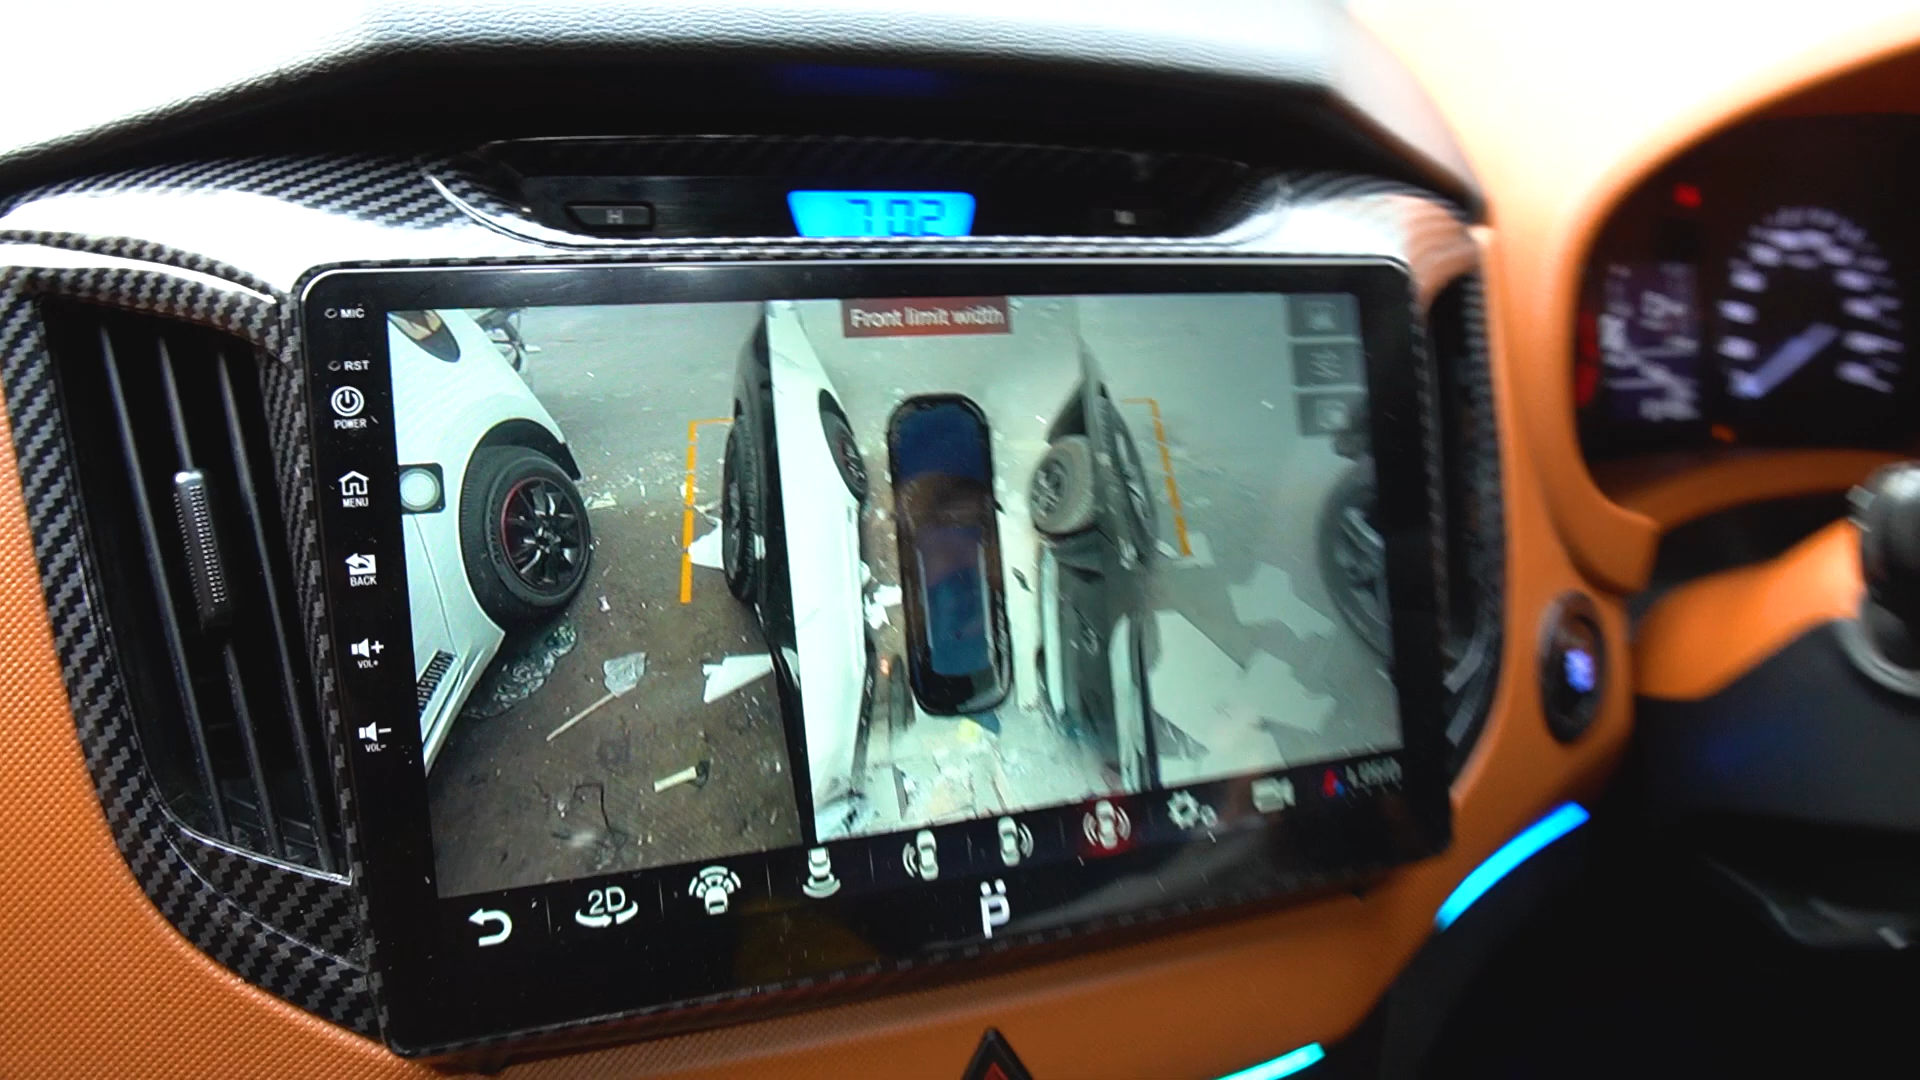 H
7:02
MIC
Front limit width
RST
POWER
MENU
BACK
VOL+
VOL-
2D
P